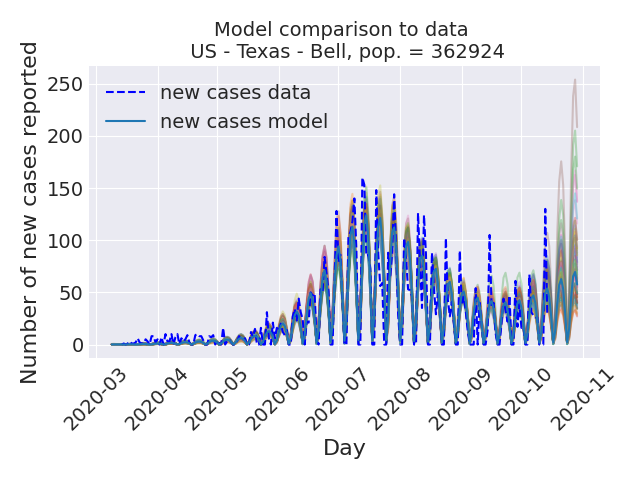 Model comparison to data
US - Texas - Bell, pop. = 362924
Number of new cases reported
250
200
150
100
50
0
new cases data
new cases model
2020-03
2020-04
2020-05
2020-06
2020-07
2020-08
2020-09
2020-10
2020-11
Day